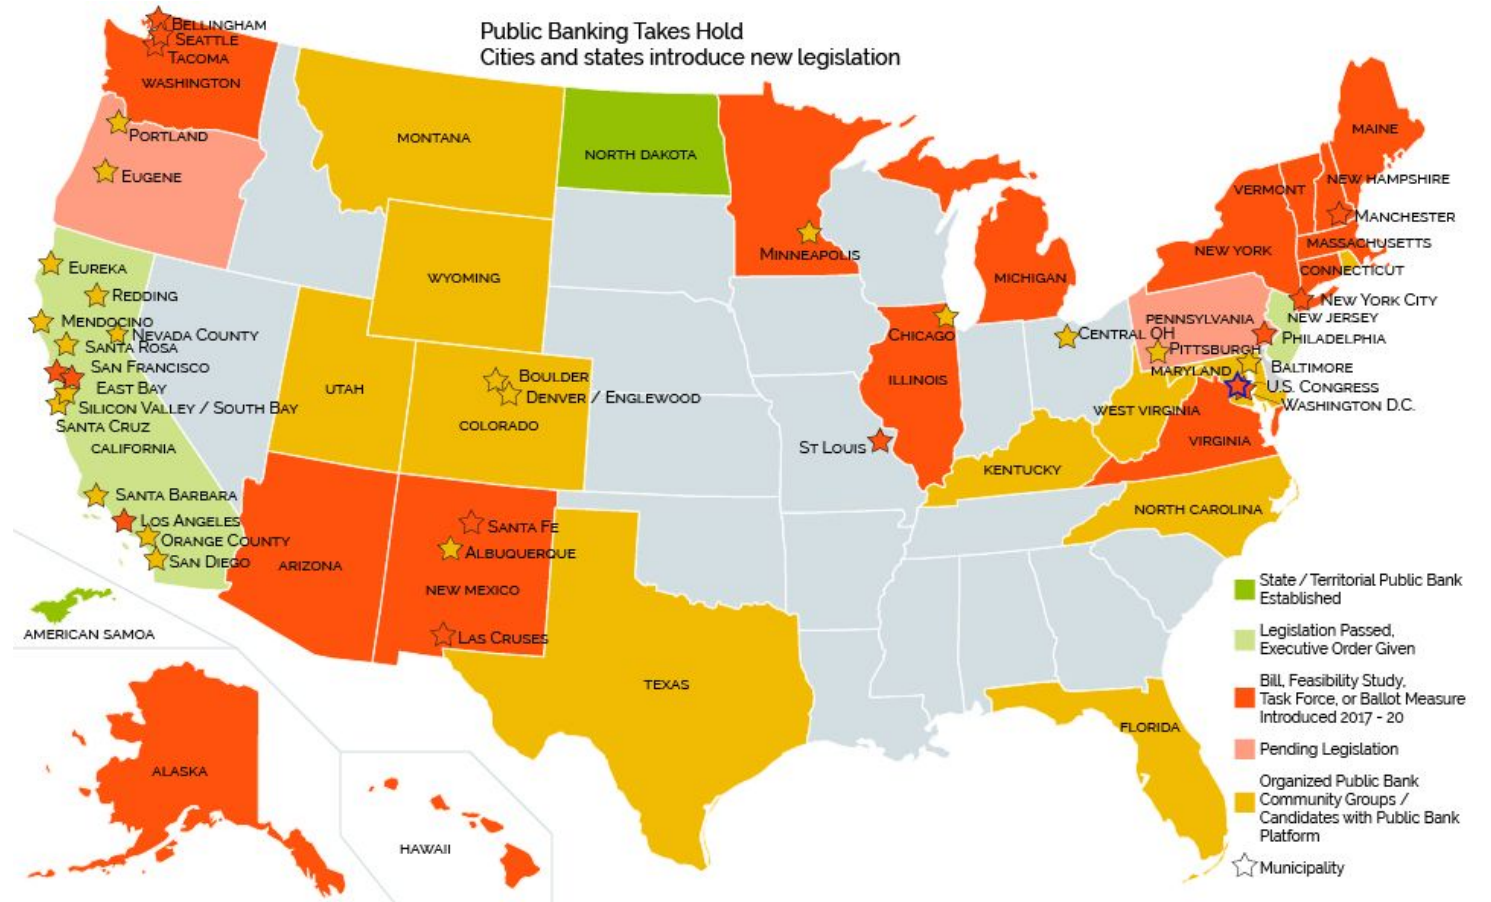 Public Banking Takes Hold
Cities and states introduce new legislation
BELLINGHAM
SEATTLE
TACOMA
WASHINGTON
PORTLAND
EUGENE
MONTANA
NORTH DAKOTA
WYOMING
MINNEAPOLIS
MICHIGAN
MAINE
VERMONT
NEW HAMPSHIRE
MANCHESTER
NEW YORK
MASSACHUSETTS
CONNECTICUT
NEW YORK CITY
NEW JERSEY
PENNSYLVANIA
PHILADELPHIA
PITTSBURGH
CENTRAL OH
BALTIMORE
MARYLAND
U.S. CONGRESS
WASHINGTON D.C.
WEST VIRGINIA
VIRGINIA
EUREKA
REDDING
MENDOCINO
NEVADA COUNTY
SANTA ROSA
SAN FRANCISCO
EAST BAY
SILICON VALLEY / SOUTH BAY
SANTA CRUZ
CALIFORNIA
SANTA BARBARA
LOS ANGELES
ORANGE COUNTY
SAN DIEGO
UTAH
BOULDER
DENVER / ENGLEWOOD
COLORADO
CHICAGO
ILLINOIS
ST LOUIS
KENTUCKY
NORTH CAROLINA
ARIZONA
SANTA FE
ALBUQUERQUE
NEW MEXICO
LAS CRUSES
TEXAS
FLORIDA
AMERICAN SAMOA
ALASKA
HAWAII
State / Territorial Public Bank
Established
Legislation Passed,
Executive Order Given
Bill, Feasibility Study,
Task Force, or Ballot Measure
Introduced 2017 - 20
Pending Legislation
Organized Public Bank
Community Groups /
Candidates with Public Bank
Platform
Municipality